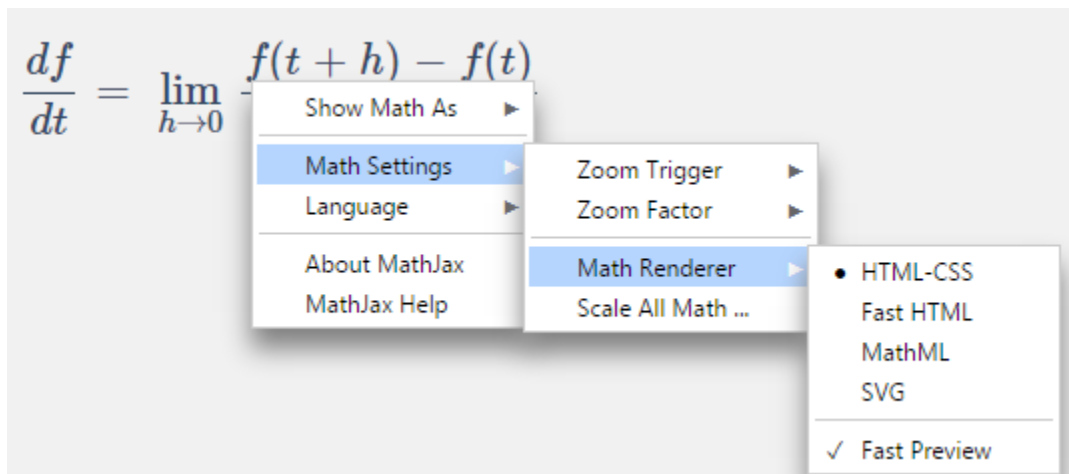 df/dt = lim h→0 f(t + h) − f(t)
Show Math As
Math Settings
Language
About MathJax
MathJax Help
Zoom Trigger
Zoom Factor
Math Renderer
Scale All Math ...
HTML-CSS
Fast HTML
MathML
SVG
Fast Preview